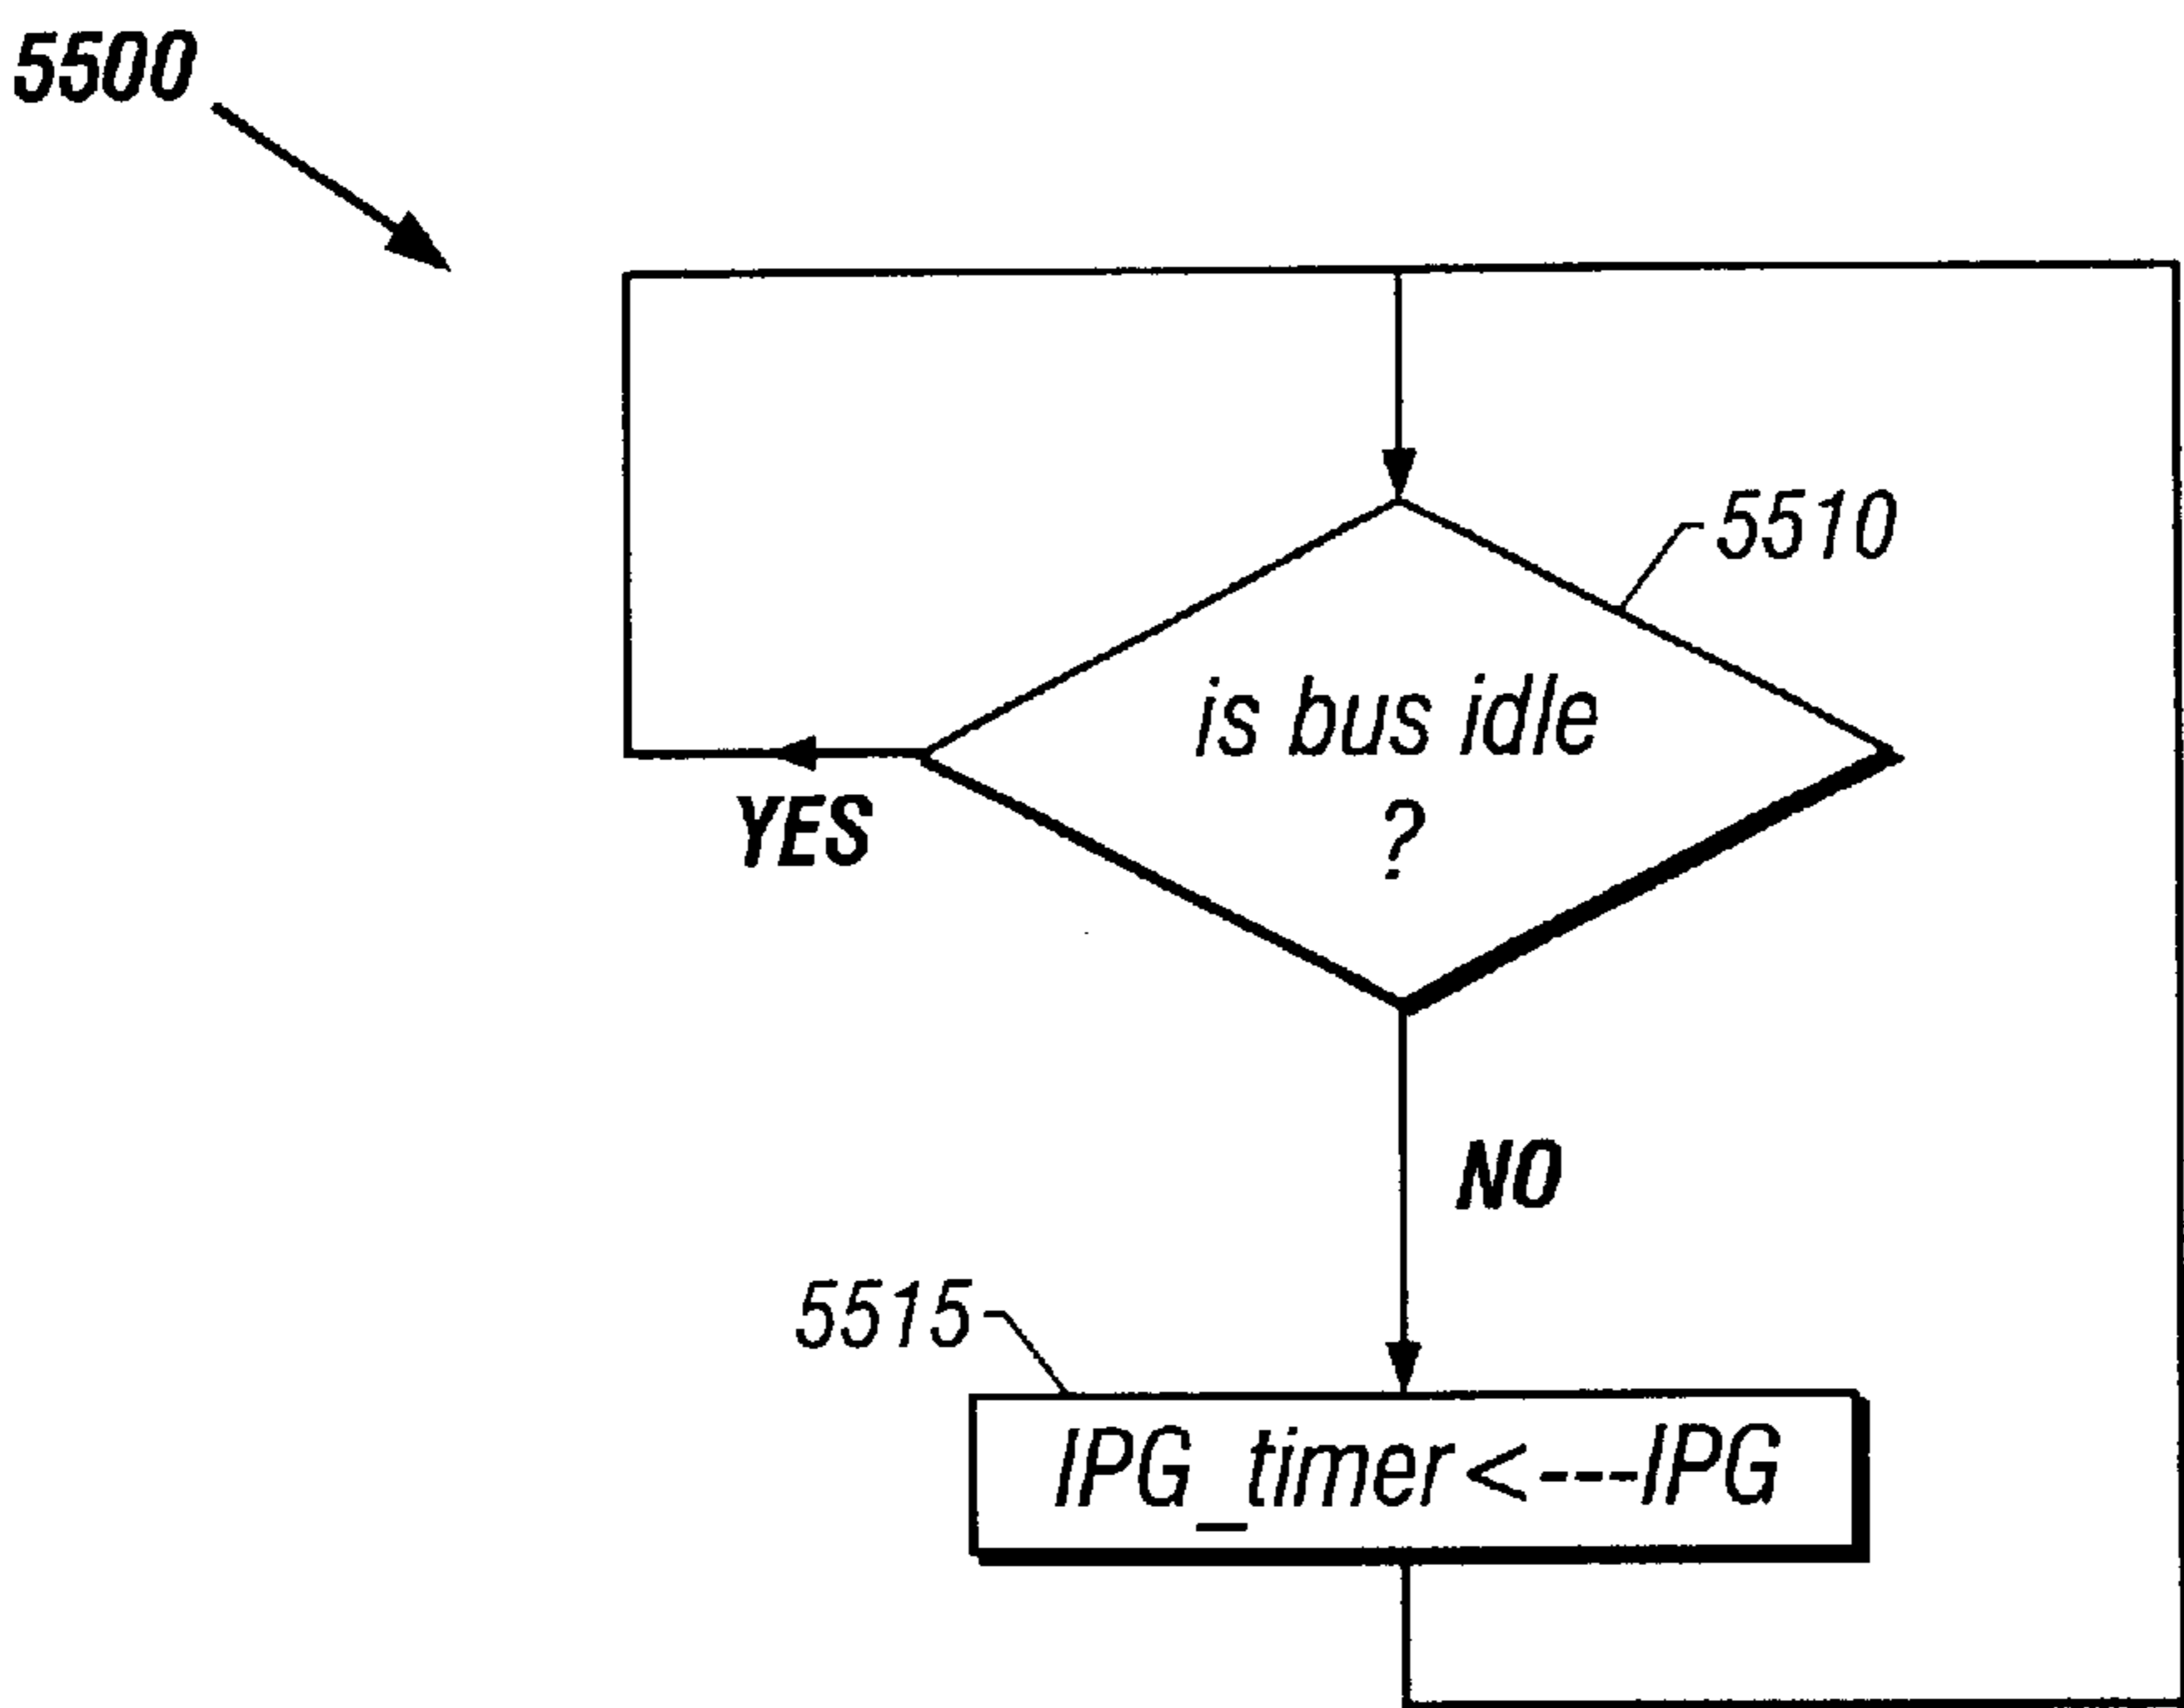 5500
5510
is bus idle
?
YES
NO
5515
IPG_timer<---IPG